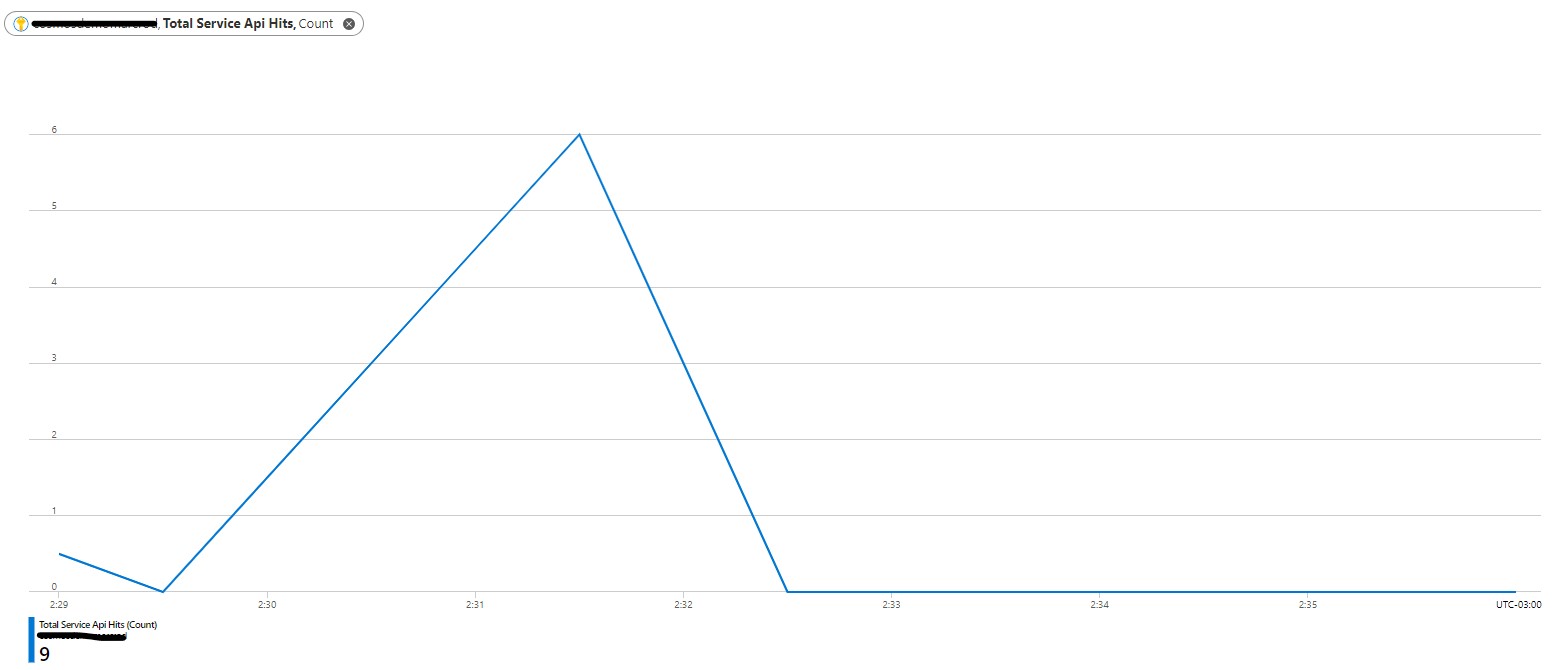 , Total Service Api Hits, Count
6
5
4
3
2
1
0
2:29 2:30 2:31 2:32 2:33 2:34 2:35 UTC-03:00
Total Service Api Hits (Count)
9